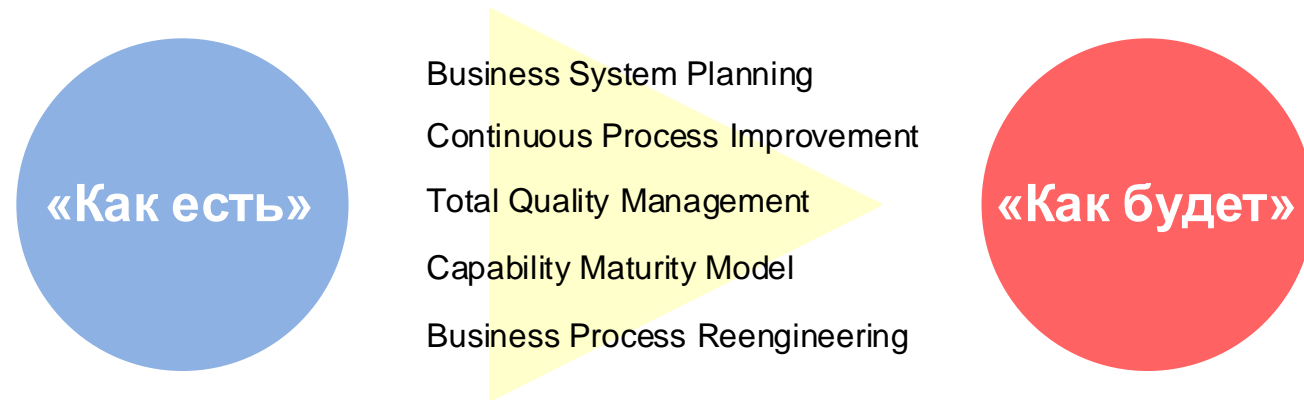 «Как есть»
Business System Planning
Continuous Process Improvement
Total Quality Management
Capability Maturity Model
Business Process Reengineering
«Как будет»